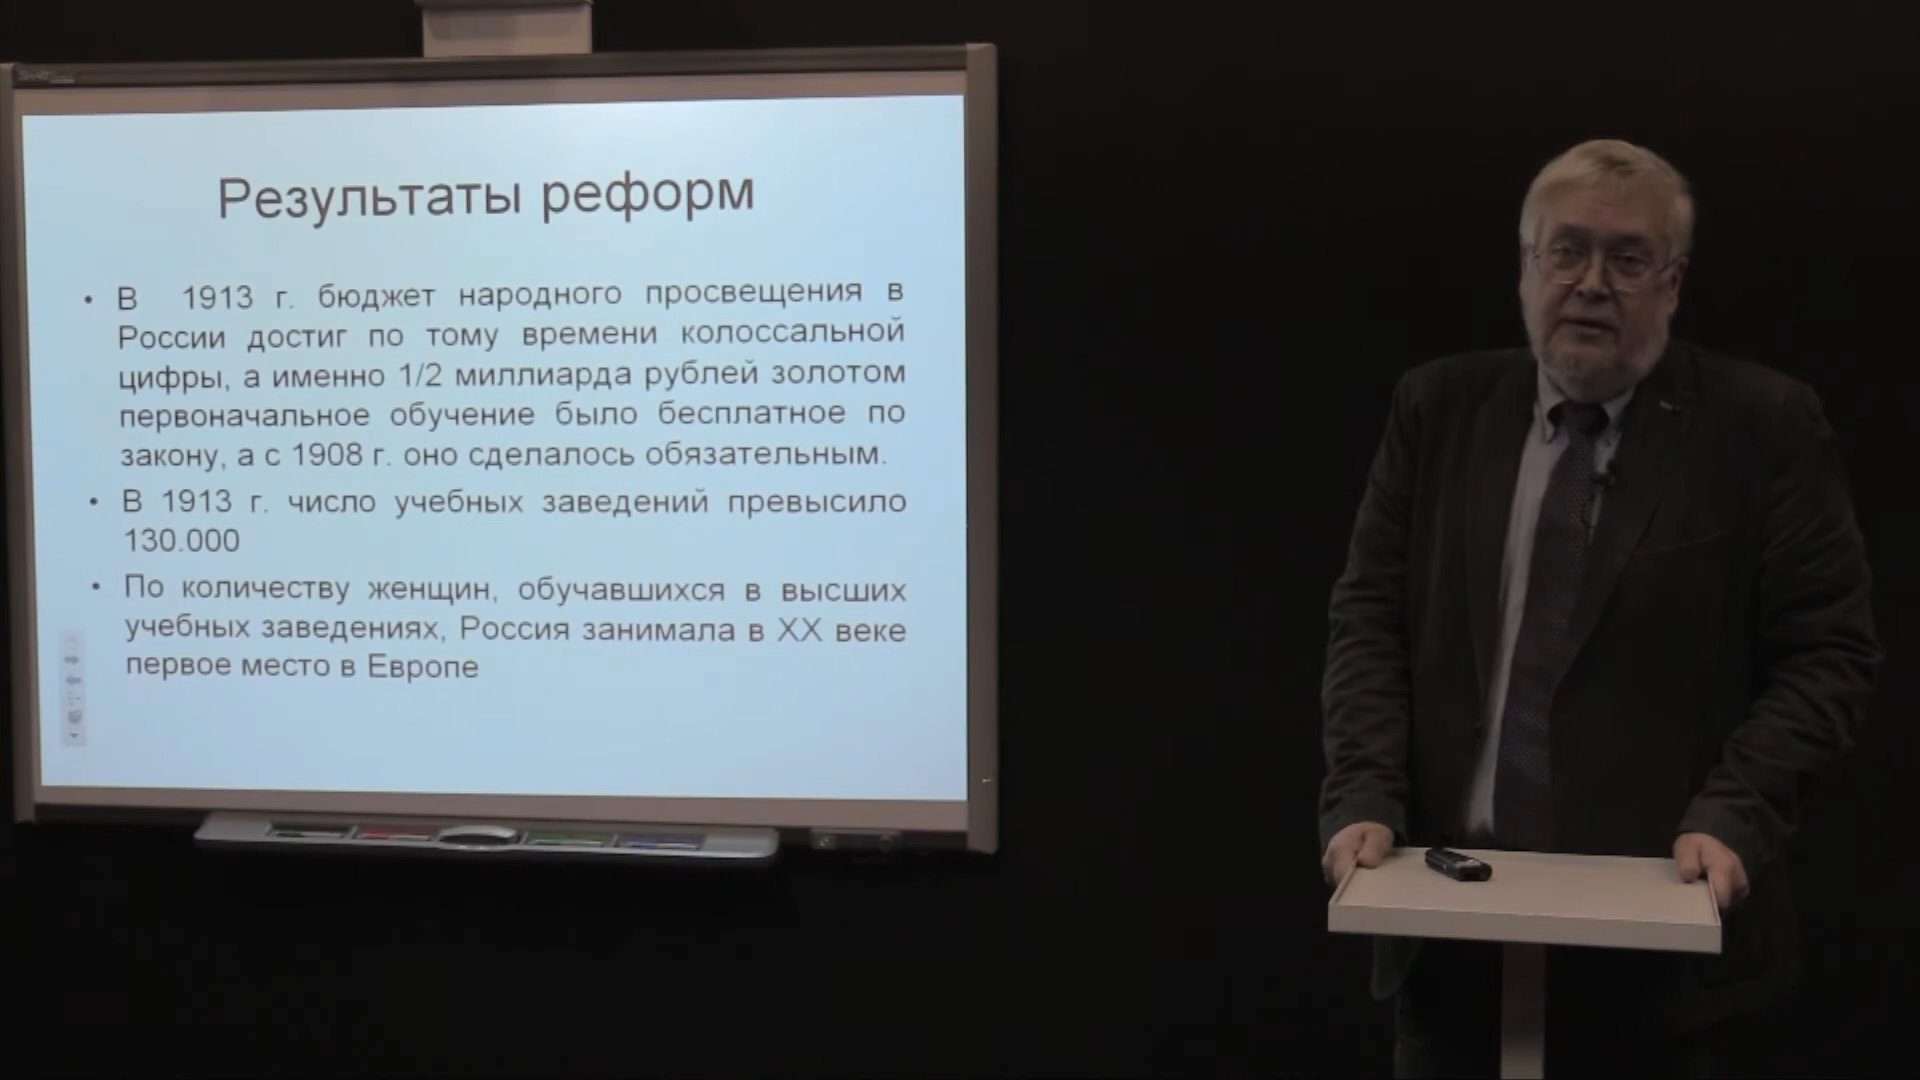 Результаты реформ
• В 1913 г. бюджет народного просвещения в
России достиг по тому времени колоссальной
цифры, а именно 1/2 миллиарда рублей золотом
первоначальное обучение было бесплатное по
закону, а с 1908 г. оно сделалось обязательным.
• В 1913 г. число учебных заведений превысило
130.000
• По количеству женщин, обучавшихся в высших
учебных заведениях, Россия занимала в XX веке
первое место в Европе